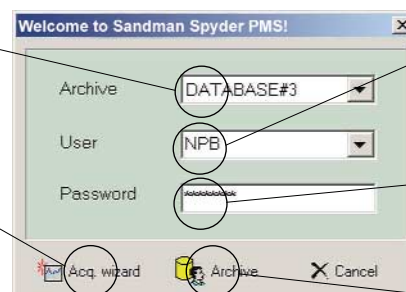 Welcome to Sandman Spyder PMS!
Archive DATABASE#3
User NPB
Password ********
Acq. wizard Archive Cancel